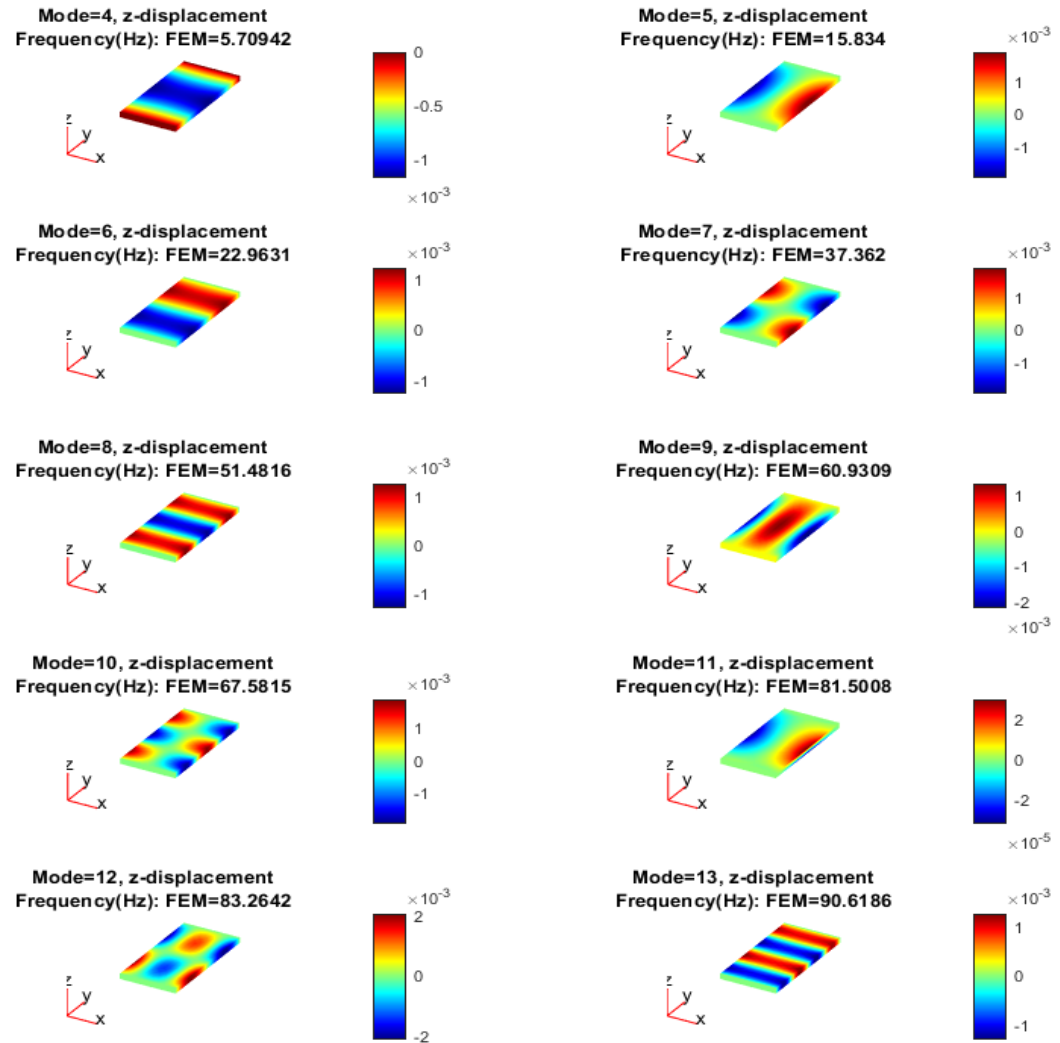 Mode=4, z-displacement
Frequency(Hz): FEM=5.70942
0
-0.5
-1
×10-3
z
y
x
Mode=5, z-displacement
Frequency(Hz): FEM=15.834
×10-3
1
0
-1
z
y
x
Mode=6, z-displacement
Frequency(Hz): FEM=22.9631
×10-3
1
0
-1
z
y
x
Mode=7, z-displacement
Frequency(Hz): FEM=37.362
×10-3
1
0
-1
z
y
x
Mode=8, z-displacement
Frequency(Hz): FEM=51.4816
×10-3
1
0
-1
z
y
x
Mode=9, z-displacement
Frequency(Hz): FEM=60.9309
1
0
-1
-2
×10-3
z
y
x
Mode=10, z-displacement
Frequency(Hz): FEM=67.5815
×10-3
1
0
-1
z
y
x
Mode=11, z-displacement
Frequency(Hz): FEM=81.5008
2
0
-2
×10-5
z
y
x
Mode=12, z-displacement
Frequency(Hz): FEM=83.2642
×10-3
2
0
-2
z
y
x
Mode=13, z-displacement
Frequency(Hz): FEM=90.6186
×10-3
1
0
-1
z
y
x